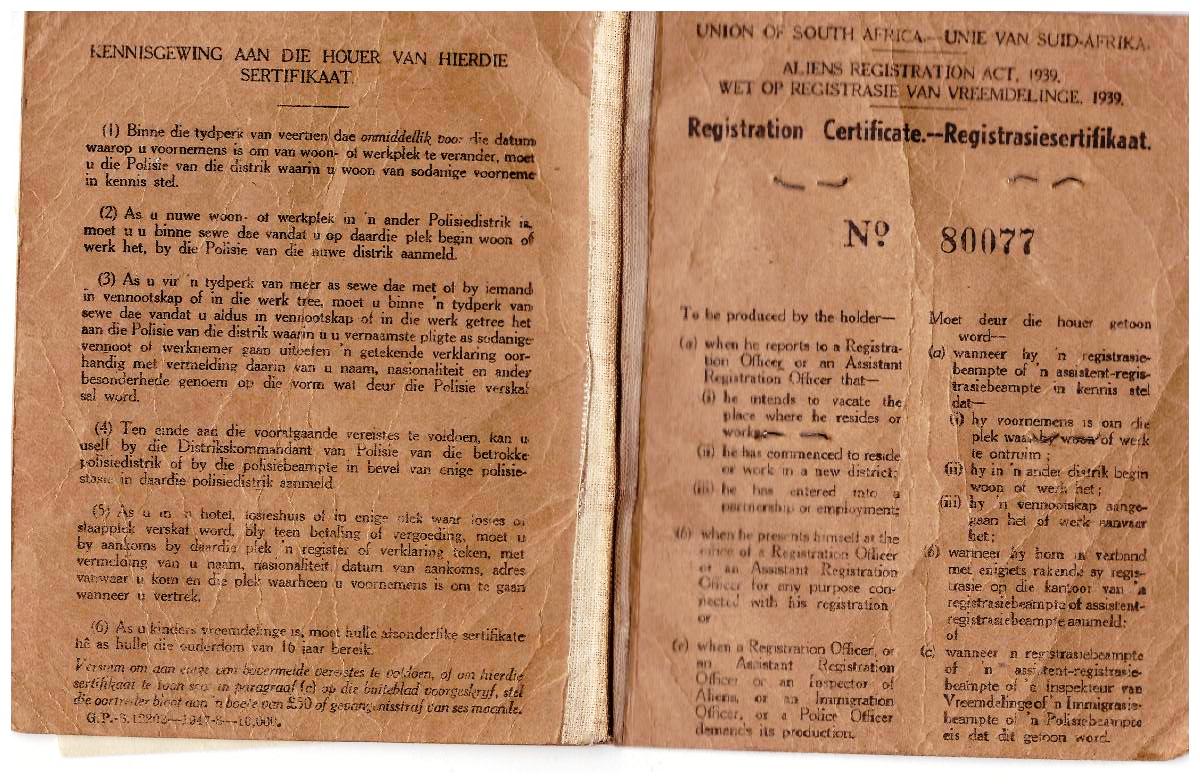 KENNISGEWING AAN DIE HOUER VAN HIERDIE
SERTIFIKAAT.
(1) Binne die tydperk van veertien dae onmiddellik voor die datum
waarop u voornemens is om van woon- of werkplek te verander, moet
u die Polisie van die distrik waarin u woon van sodanige voorneme
in kennis stel.
(2) As u nuwe woon- of werkplek in 'n ander Polisiedistrik is,
moet u u binne sewe dae vandat u op daardie plek begin woon of
werk het, by die Polisie van die nuwe distrik aanmeld.
(3) As u vir 'n tydperk van meer as sewe dae met of by iemand
in vennootskap of in die werk tree, moet u binne 'n tydperk van
sewe dae vandat u aldus in vennootskap of in die werk getree het
aan die Polisie van die distrik waarin u u vernaamste pligte as sodanige
vennoot of werknemer gaan uitoefen 'n getekende verklaring oor-
handig met vermelding daarin van u naam, nasionaliteit en ander
besonderhede genoem op die vorm wat deur die Polisie verskaf
sal word.
(4) Ten einde aan die voorafgaande vereistes te voldoen, kan u
uself by die Distrikskommandant van Polisie van die betrokke
polisiedistrik of by die polisiebeampte in bevel van enige polisie-
stasie in daardie polisiedistrik aanmeld
(5) As u in 'n hotel, losieshuis of in enige plek waar losies of
slaapplek verskaf word, bly teen betaling of vergoeding, moet u
by aankoms by daardie plek 'n register of verklaring teken, met
vermelding van u naam, nasionaliteit, datum van aankoms, adres
vanwaar u kom en die plek waarheen u voornemens is om te gaan
wanneer u vertrek.
(6) As u kinders vreemdelinge is, moet hulle afsonderlike sertifikate
hê as hulle die ouderdom van 16 jaar bereik.
Versuim om aan enige van bovermelde vereistes te voldoen, of om hierdie
sertifikaat te toon soos in paragraaf (c) op die buiteblad voorgeskryf, stel
die oortreder bloot aan 'n boete van £50 of gevangenisstraf van ses maande.
G.P.-S. 1947-8
UNION OF SOUTH AFRICA.—UNIE VAN SUID-AFRIKA.
ALIENS REGISTRATION ACT, 1939.
WET OP REGISTRASIE VAN VREEMDELINGE, 1939.
Registration Certificate.—Registrasiesertifikaat.
Nº 80077
To be produced by the holder—
(a) when he reports to a Registra-
tion Officer or an Assistant
Registration Officer that—
(i) he intends to vacate the
place where he resides or
works;
(ii) he has commenced to reside
or work in a new district;
(iii) he has entered into a
partnership or employment;
(b) when he presents himself at the
office of a Registration Officer
or an Assistant Registration
Officer for any purpose con-
nected with his registration
or
(c) when a Registration Officer, or
an Assistant Registration
Officer or an Inspector of
Aliens, or an Immigration
Officer, or a Police Officer
demands its production.
Moet deur die houer getoon
word—
(a) wanneer hy 'n registrasie-
beampte of 'n assistent-regis-
trasiebeampte in kennis stel
dat—
(i) hy voornemens is om die
plek waar hy woon of werk
te ontruim;
(ii) hy in 'n ander distrik begin
woon of werk het;
(iii) hy 'n vennootskap aange-
gaan het of werk aanvaar
het;
(b) wanneer hy hom in verband
met enigiets rakende sy regis-
trasie op die kantoor van 'n
registrasiebeampte of assistent-
registrasiebeampte aanmeld;
of
(c) wanneer 'n registrasiebeampte
of 'n assistent-registrasie-
beampte of 'n inspekteur van
Vreemdelinge of 'n Immigrasie-
beampte of 'n Polisiebeampte
eis dat dit getoon word.